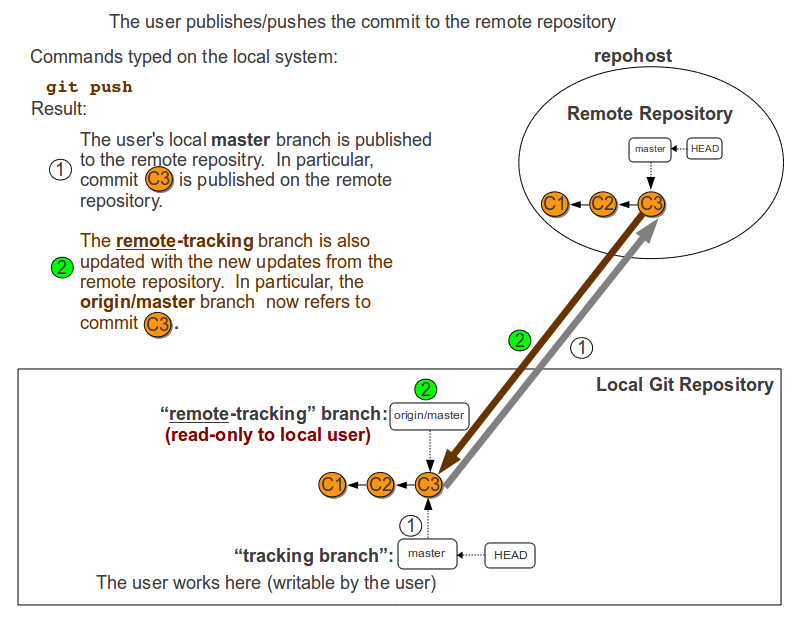 The user publishes/pushes the commit to the remote repository
Commands typed on the local system:
git push
Result:
1
The user's local master branch is published
to the remote repositry. In particular,
commit C3 is published on the remote
repository.
2
The remote-tracking branch is also
updated with the new updates from the
remote repository. In particular, the
origin/master branch now refers to
commit C3.
repohost
Remote Repository
master
HEAD
C1
C2
C3
2
1
Local Git Repository
2
“remote-tracking” branch:
origin/master
(read-only to local user)
C1
C2
C3
1
“tracking branch”:
master
HEAD
The user works here (writable by the user)